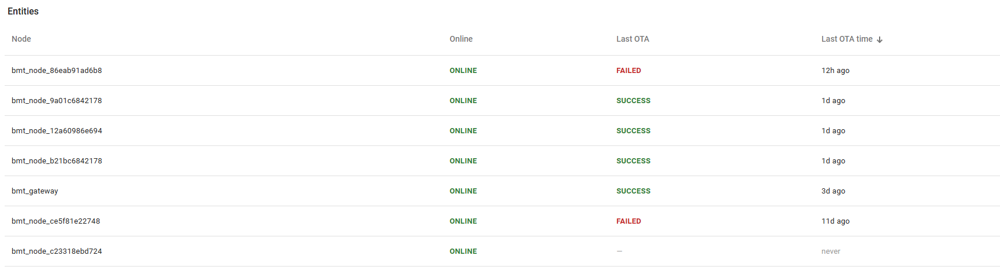 Entities
Node Online Last OTA Last OTA time ↓
bmt_node_86eab91ad6b8 ONLINE FAILED 12h ago
bmt_node_9a01c6842178 ONLINE SUCCESS 1d ago
bmt_node_12a60986e694 ONLINE SUCCESS 1d ago
bmt_node_b21bc6842178 ONLINE SUCCESS 1d ago
bmt_gateway ONLINE SUCCESS 3d ago
bmt_node_ce5f81e22748 ONLINE FAILED 11d ago
bmt_node_c23318ebd724 ONLINE — never